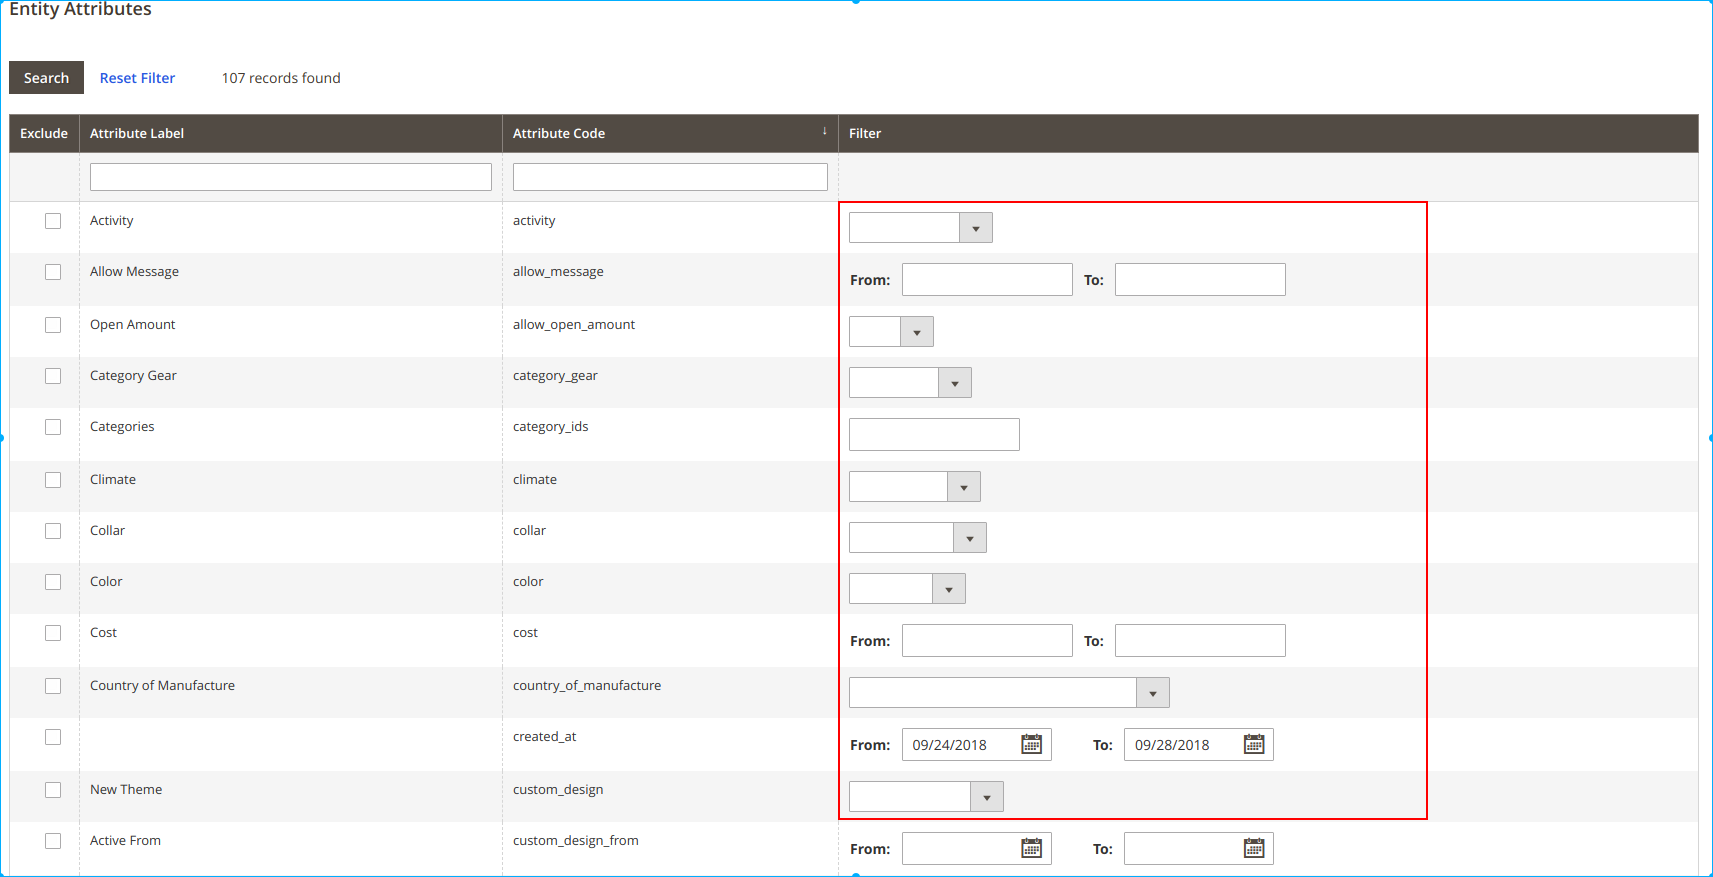 Entity Attributes
Search Reset Filter 107 records found
Exclude Attribute Label Attribute Code ↓ Filter
Activity activity
Allow Message allow_message From: To:
Open Amount allow_open_amount
Category Gear category_gear
Categories category_ids
Climate climate
Collar collar
Color color
Cost cost From: To:
Country of Manufacture country_of_manufacture
created_at From: 09/24/2018 To: 09/28/2018
New Theme custom_design
Active From custom_design_from From: To: